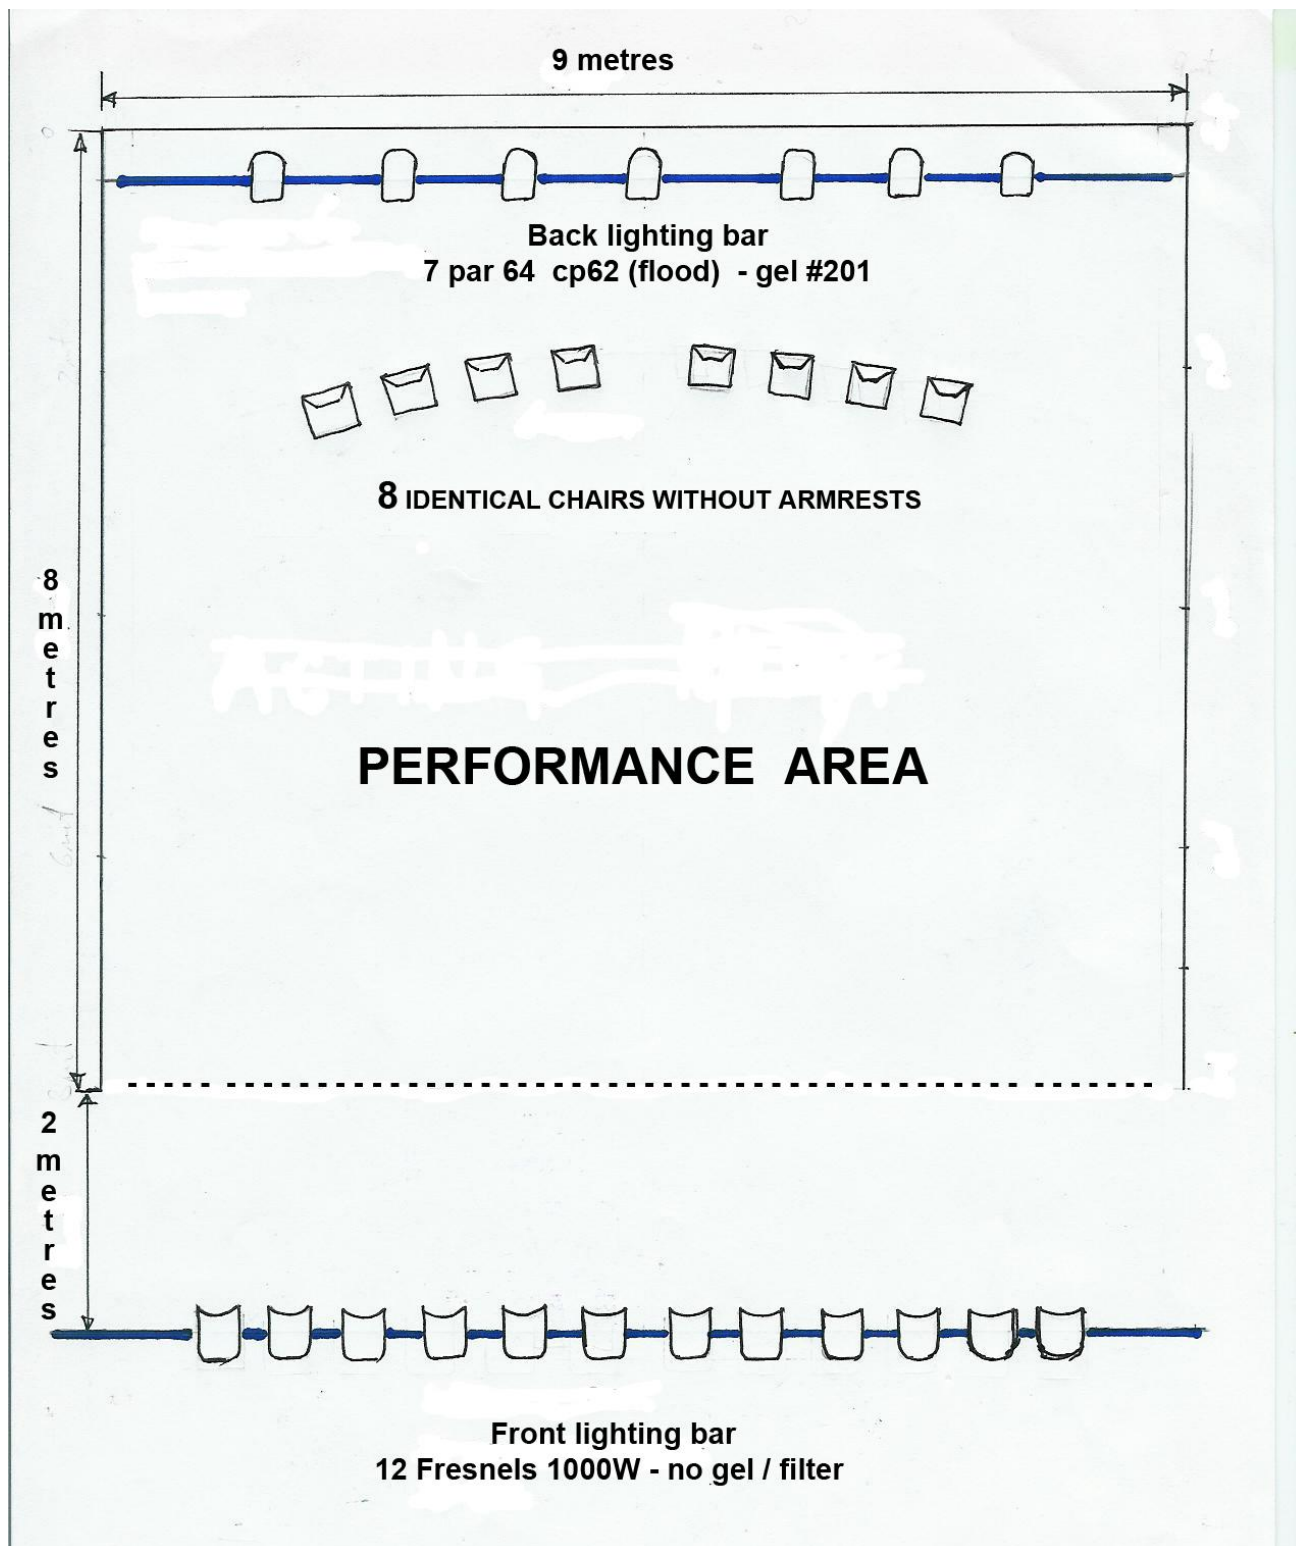 9 metres
Back lighting bar
7 par 64 cp62 (flood) - gel #201
8 IDENTICAL CHAIRS WITHOUT ARMRESTS
8
m
e
t
r
e
s
PERFORMANCE AREA
2
m
e
t
r
e
s
Front lighting bar
12 Fresnels 1000W - no gel / filter